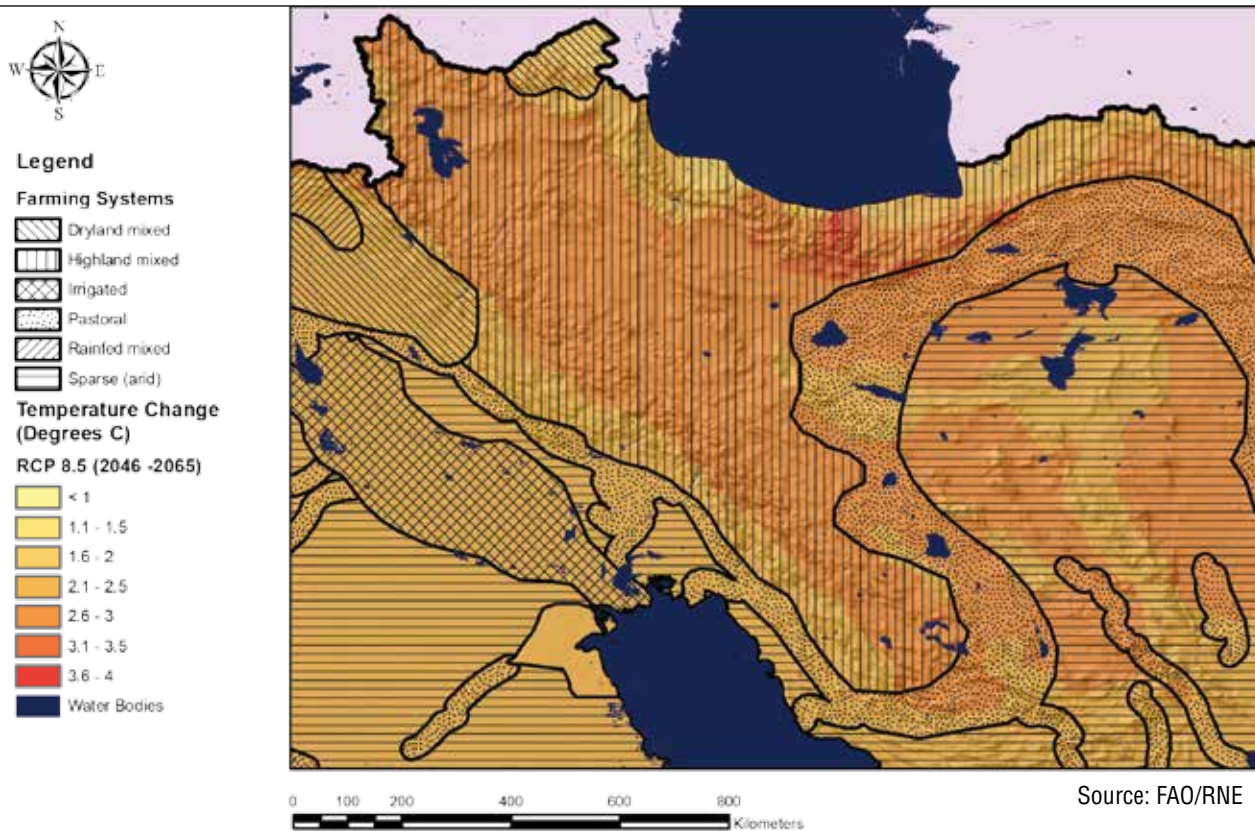 N
W E
S
Legend
Farming Systems
Dryland mixed
Highland mixed
Irrigated
Pastoral
Rainfed mixed
Sparse (arid)
Temperature Change
(Degrees C)
RCP 8.5 (2046 -2065)
< 1
1.1 - 1.5
1.6 - 2
2.1 - 2.5
2.6 - 3
3.1 - 3.5
3.6 - 4
Water Bodies
0 100 200 400 600 800
Kilometers
Source: FAO/RNE